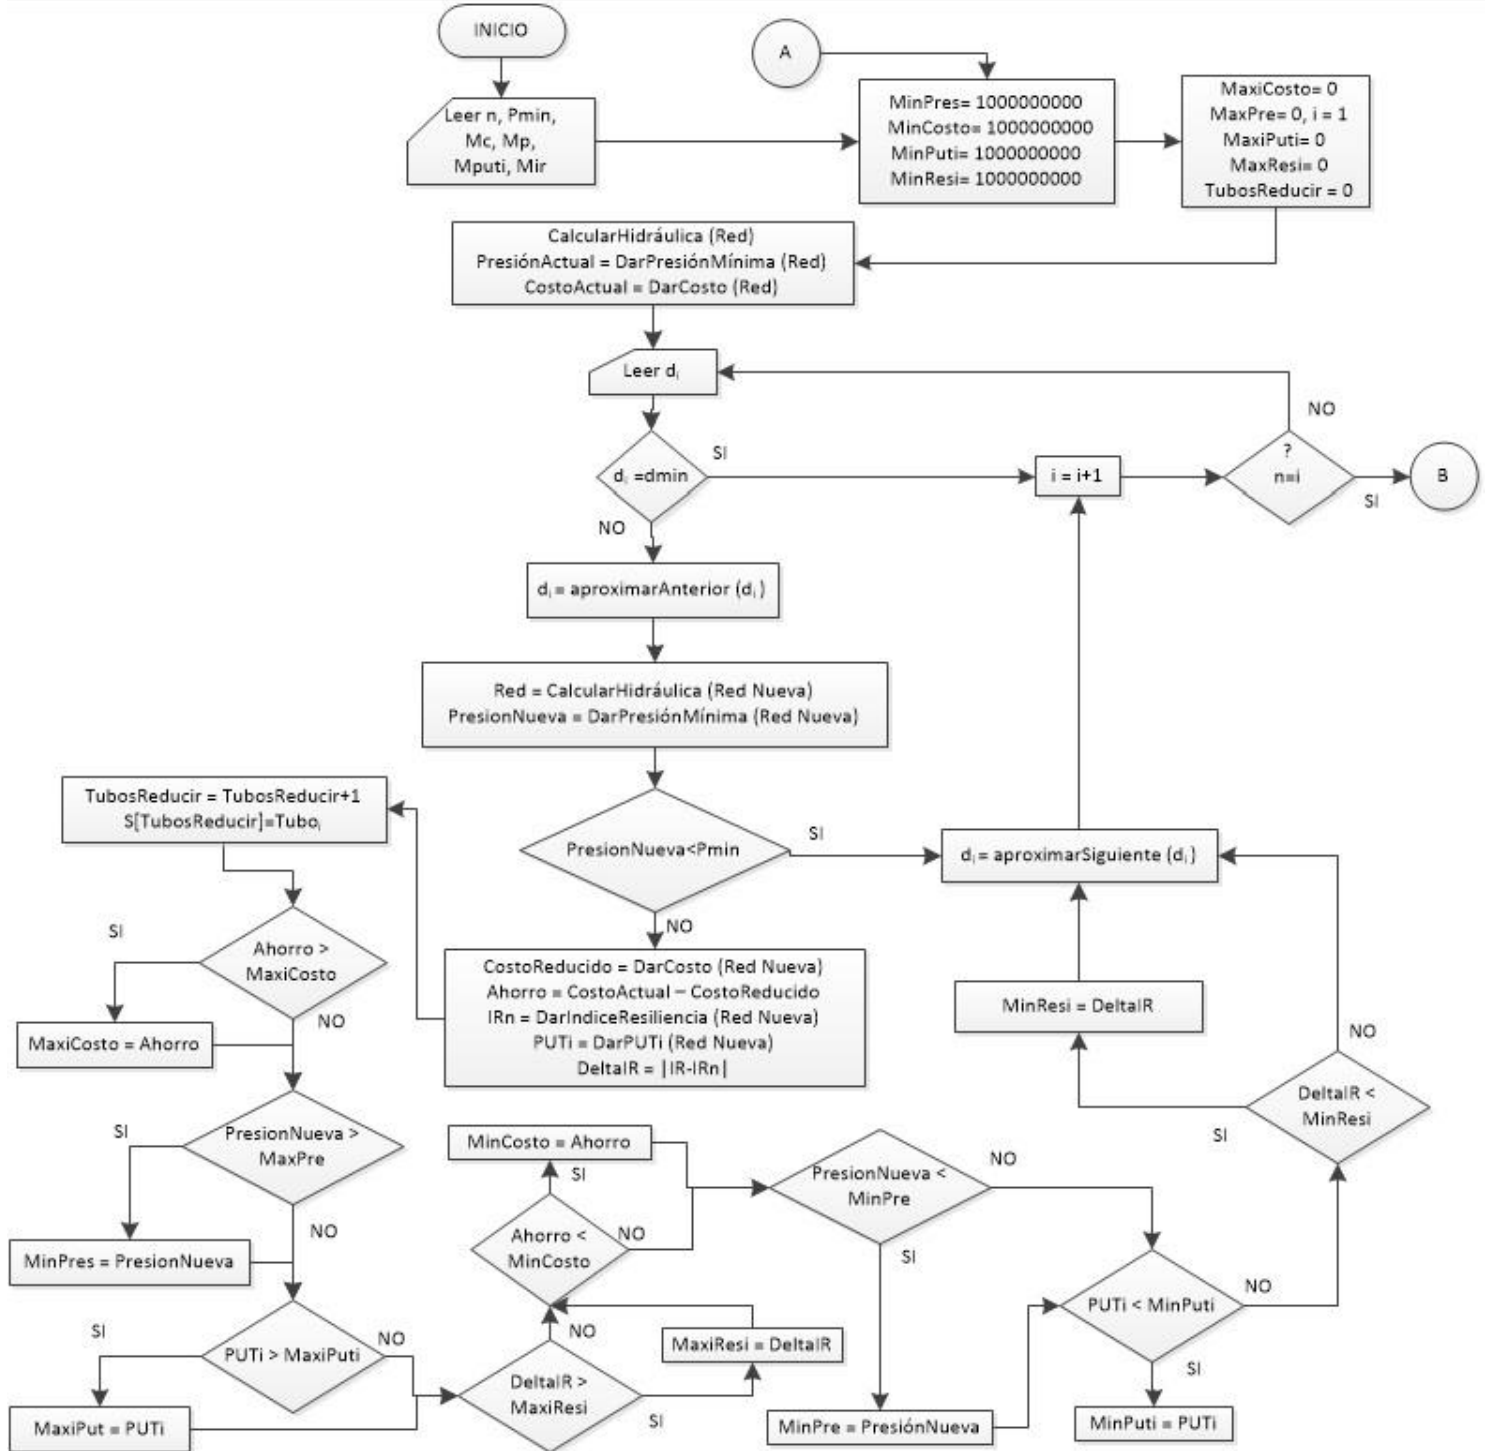 INICIO
A
Leer n, Pmin,
Mc, Mp,
Mputi, Mir
MinPres= 1000000000
MinCosto= 1000000000
MinPuti= 1000000000
MinResi= 1000000000
MaxiCosto= 0
MaxPre= 0, i = 1
MaxiPuti= 0
MaxResi= 0
TubosReducir = 0
CalcularHidráulica (Red)
PresiónActual = DarPresiónMínima (Red)
CostoActual = DarCosto (Red)
Leer dᵢ
NO
SI
dᵢ =dmin
i = i+1
?
n=i
B
SI
NO
dᵢ = aproximarAnterior (dᵢ )
Red = CalcularHidráulica (Red Nueva)
PresionNueva = DarPresiónMínima (Red Nueva)
TubosReducir = TubosReducir+1
S[TubosReducir]=Tuboᵢ
PresionNueva<Pmin
SI
dᵢ = aproximarSiguiente (dᵢ )
NO
SI
Ahorro >
MaxiCosto
CostoReducido = DarCosto (Red Nueva)
Ahorro = CostoActual – CostoReducido
IRn = DarIndiceResiliencia (Red Nueva)
PUTi = DarPUTi (Red Nueva)
DeltaIR = |IR-IRn|
MinResi = DeltaIR
NO
MaxiCosto = Ahorro
NO
DeltaIR <
MinResi
SI
SI
PresionNueva >
MaxPre
MinCosto = Ahorro
SI
PresionNueva <
MinPre
NO
NO
Ahorro <
MinCosto
NO
SI
MinPres = PresionNueva
PUTi < MinPuti
NO
SI
PUTi > MaxiPuti
NO
NO
MaxiResi = DeltaIR
SI
DeltaIR >
MaxiResi
SI
MaxiPut = PUTi
MinPre = PresiónNueva
MinPuti = PUTi